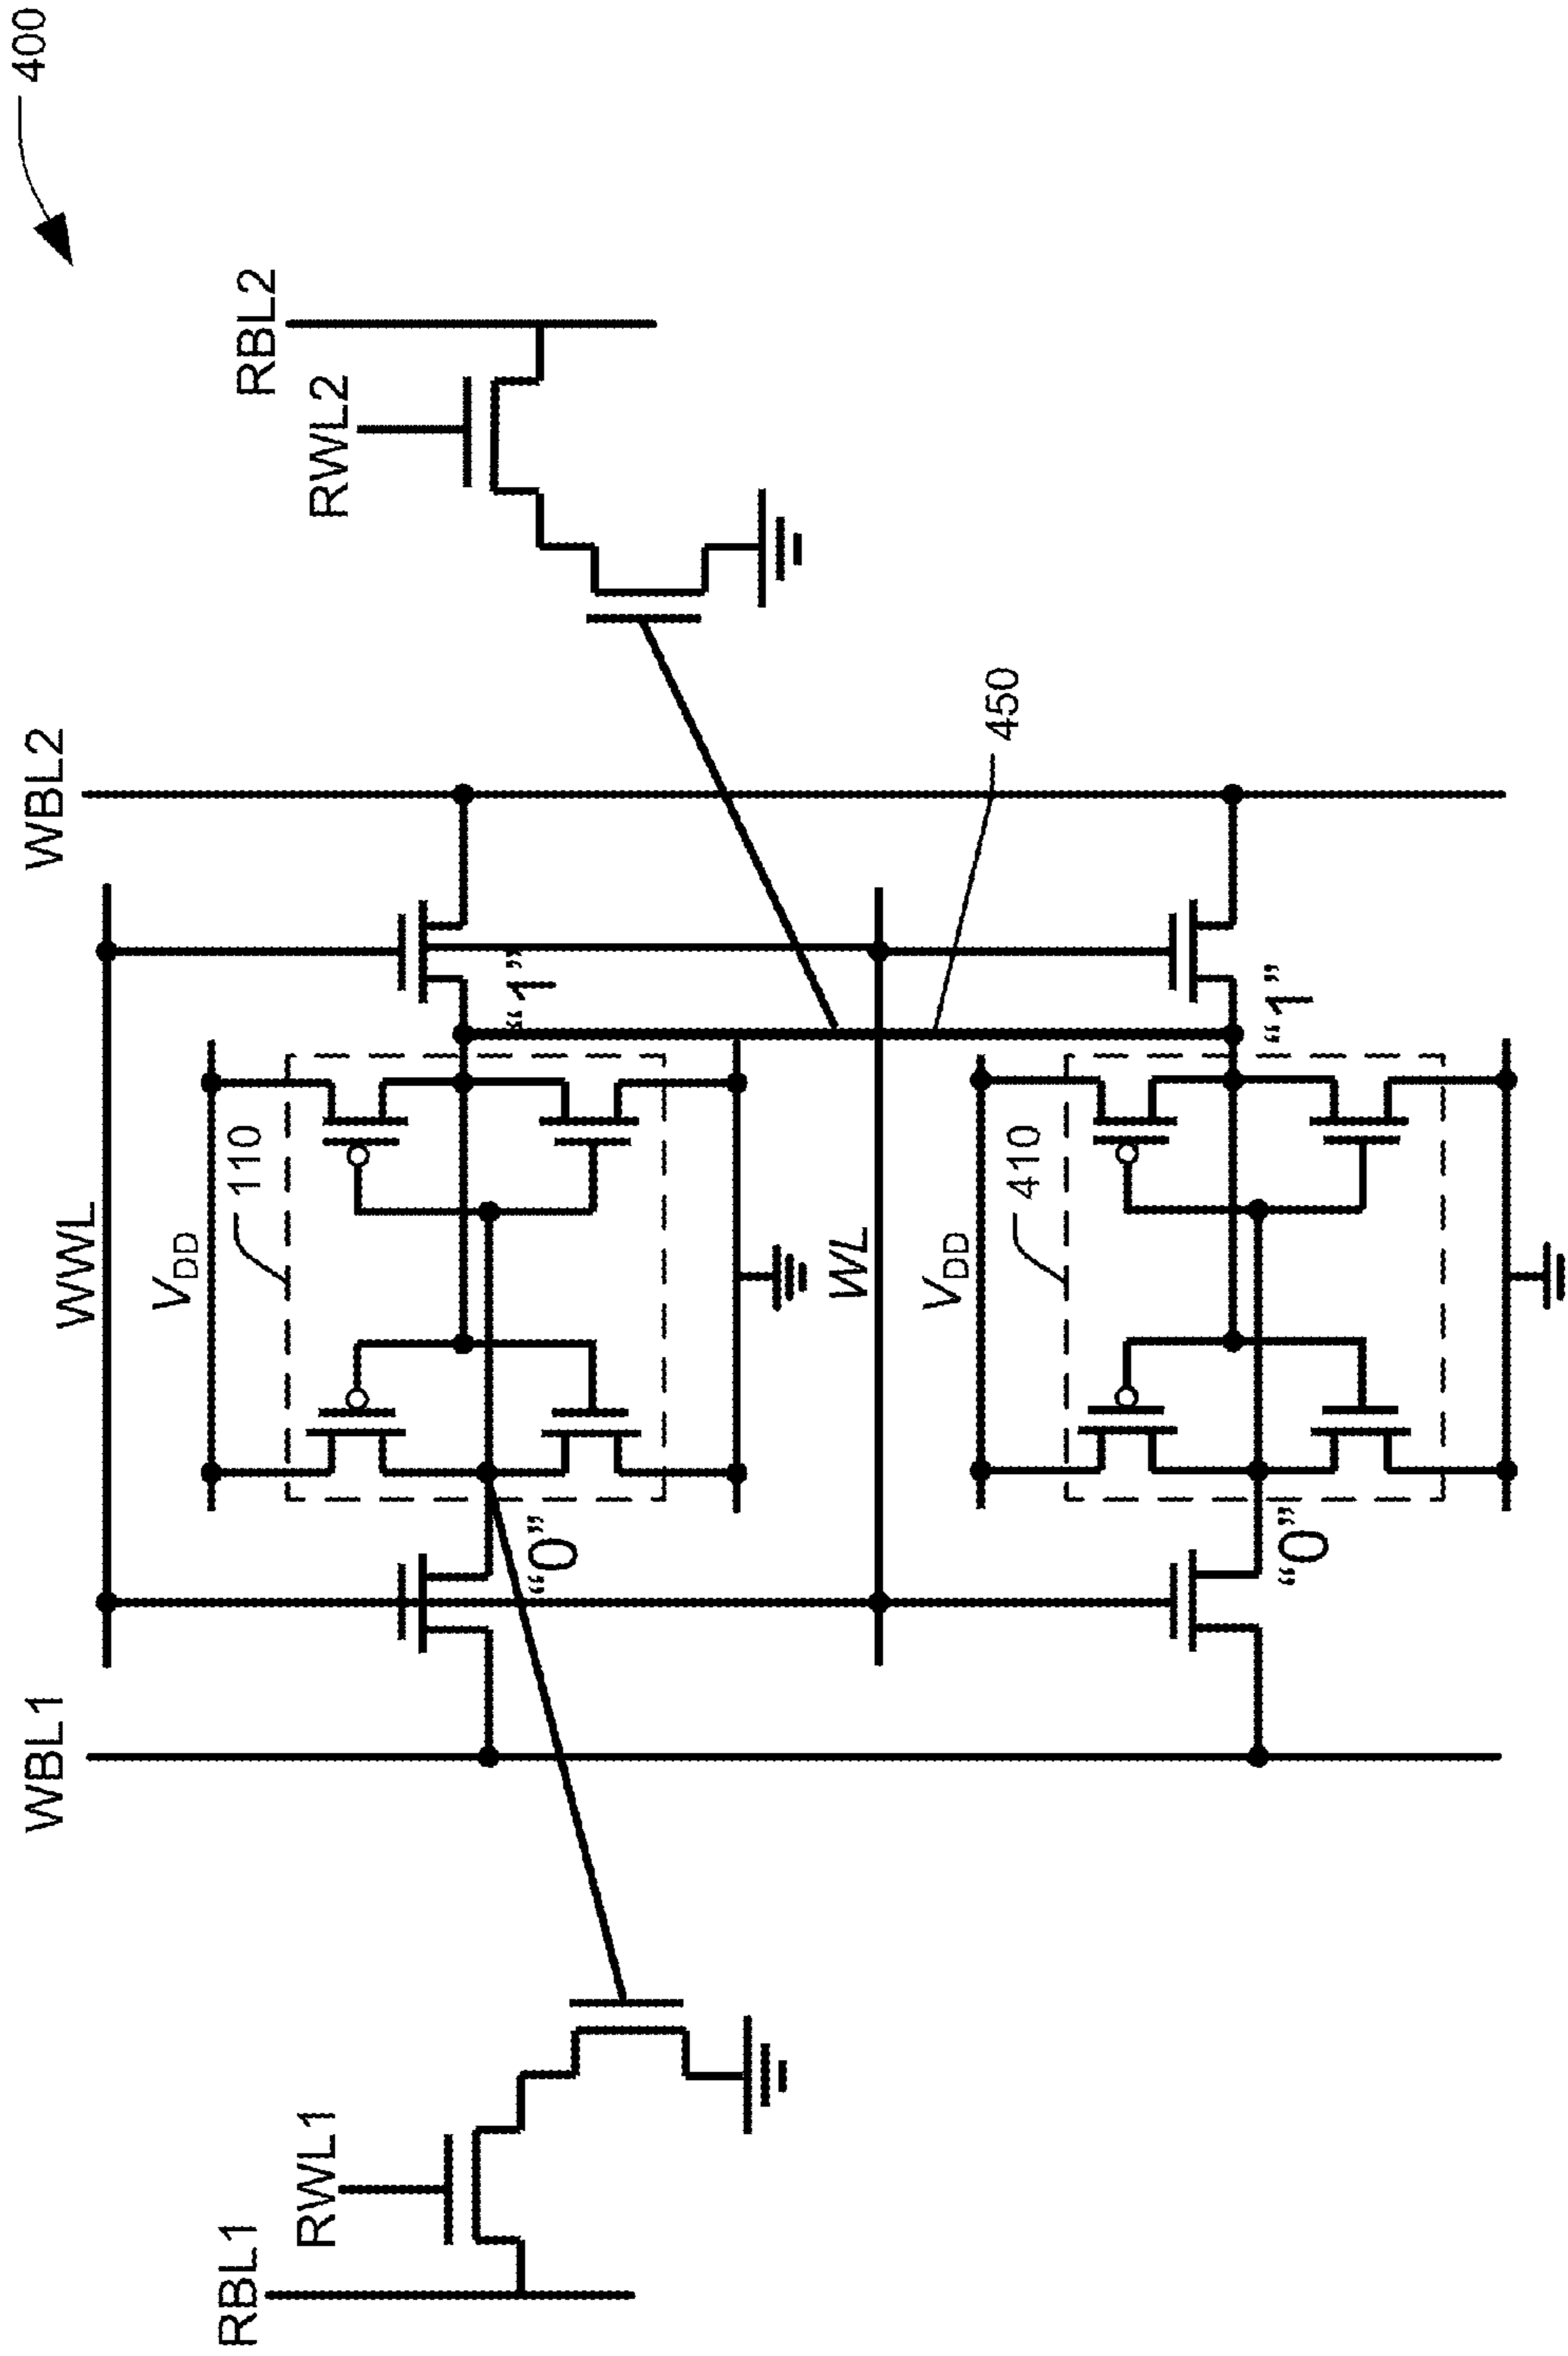 400
WBL1
WWL
WBL2
RBL1
RWL1
VDD
110
RBL2
RWL2
“0”
“1”
WL
450
VDD
410
“0”
“1”